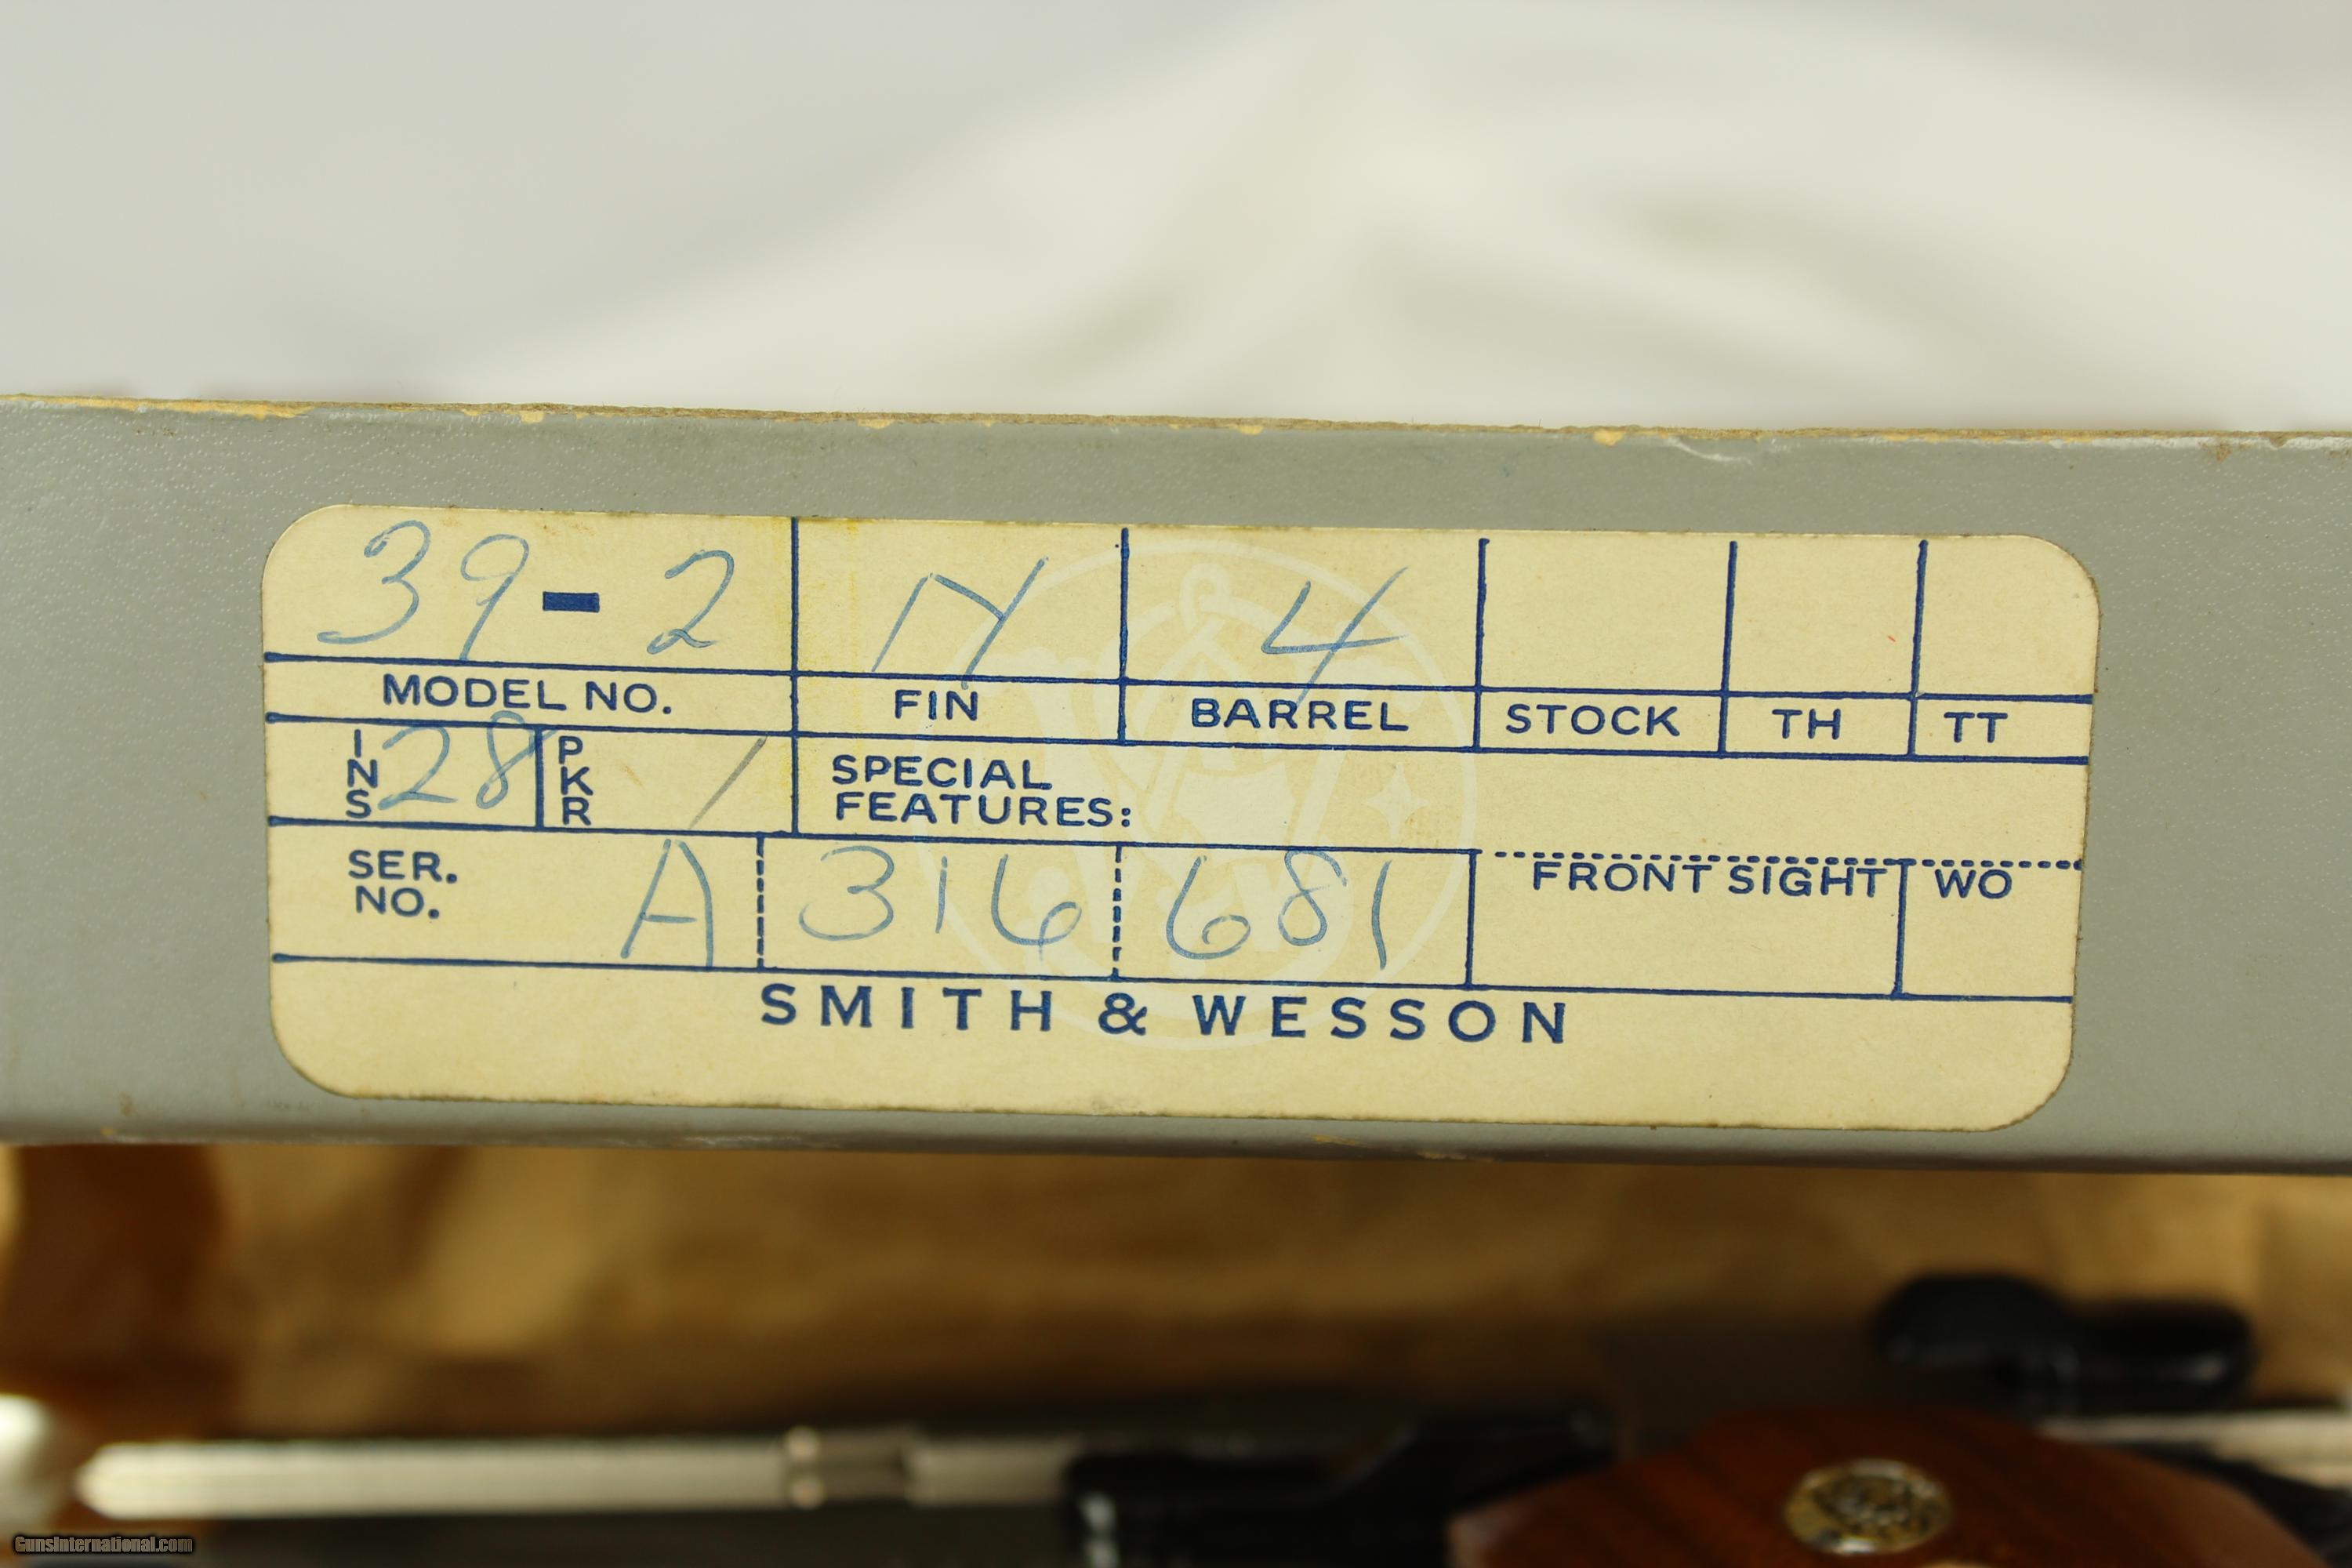 39-2 N 4
MODEL NO. FIN BARREL STOCK TH TT
INS 28 PKR / SPECIAL
FEATURES:
SER.
NO. A 316 681 FRONT SIGHT WO
SMITH & WESSON
GunsInternational.com